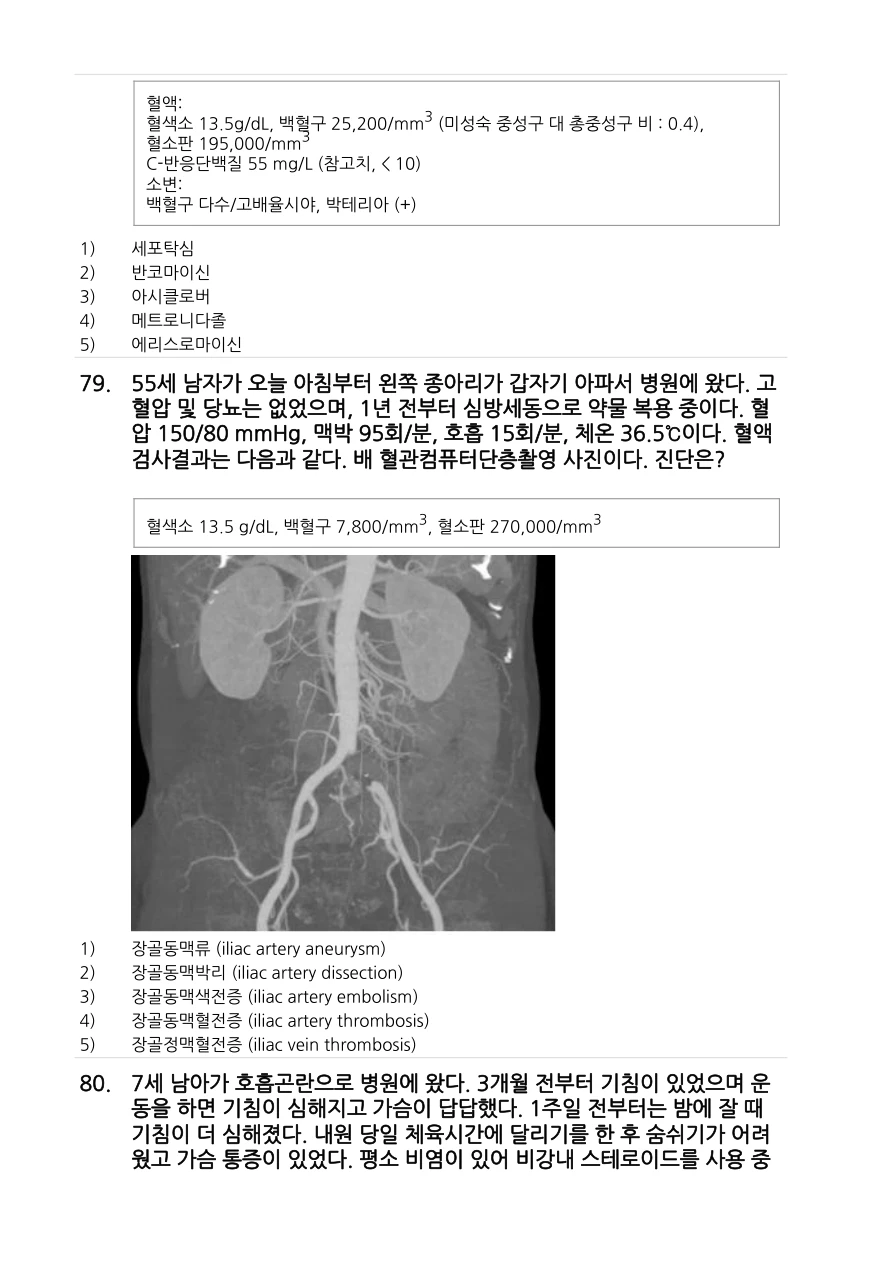 혈액:
혈색소 13.5g/dL, 백혈구 25,200/mm³ (미성숙 중성구 대 총중성구 비 : 0.4),
혈소판 195,000/mm³
C-반응단백질 55 mg/L (참고치, < 10)
소변:
백혈구 다수/고배율시야, 박테리아 (+)
1) 세포탁심
2) 반코마이신
3) 아시클로버
4) 메트로니다졸
5) 에리스로마이신
79. 55세 남자가 오늘 아침부터 왼쪽 종아리가 갑자기 아파서 병원에 왔다. 고
혈압 및 당뇨는 없었으며, 1년 전부터 심방세동으로 약물 복용 중이다. 혈
압 150/80 mmHg, 맥박 95회/분, 호흡 15회/분, 체온 36.5℃이다. 혈액
검사결과는 다음과 같다. 배 혈관컴퓨터단층촬영 사진이다. 진단은?
혈색소 13.5 g/dL, 백혈구 7,800/mm³, 혈소판 270,000/mm³
1) 장골동맥류 (iliac artery aneurysm)
2) 장골동맥박리 (iliac artery dissection)
3) 장골동맥색전증 (iliac artery embolism)
4) 장골동맥혈전증 (iliac artery thrombosis)
5) 장골정맥혈전증 (iliac vein thrombosis)
80. 7세 남아가 호흡곤란으로 병원에 왔다. 3개월 전부터 기침이 있었으며 운
동을 하면 기침이 심해지고 가슴이 답답했다. 1주일 전부터는 밤에 잘 때
기침이 더 심해졌다. 내원 당일 체육시간에 달리기를 한 후 숨쉬기가 어려
웠고 가슴 통증이 있었다. 평소 비염이 있어 비강내 스테로이드를 사용 중